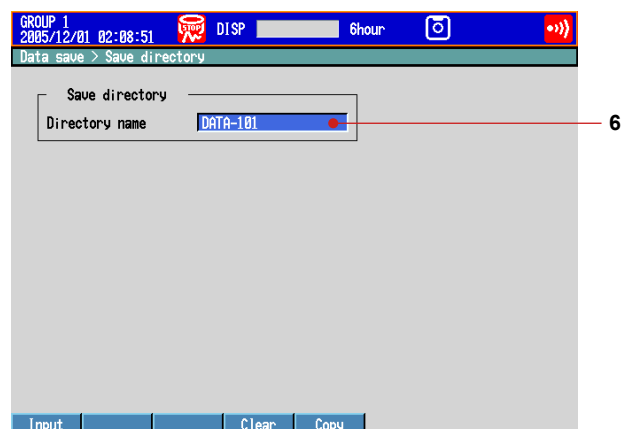 GROUP 1
2005/12/01 02:08:51 STOP DISP 6hour
Data save > Save directory
Save directory
Directory name DATA-101
6
Input Clear Copy